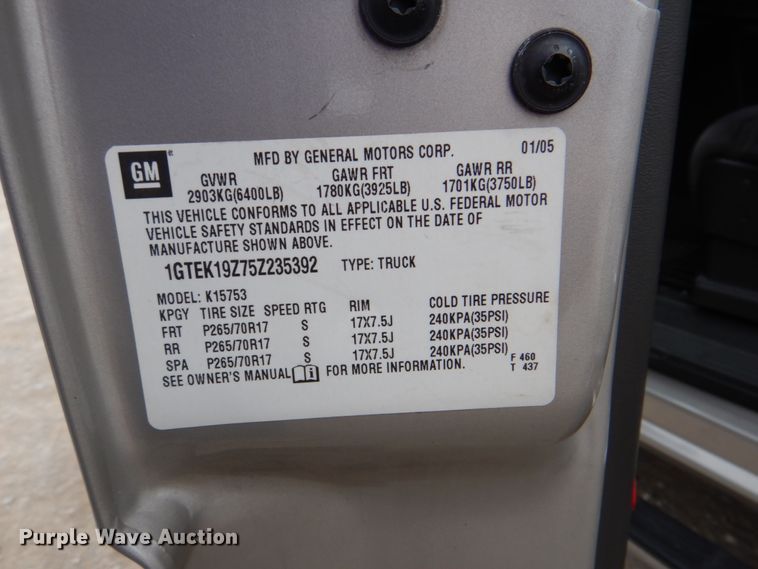 GM
MFD BY GENERAL MOTORS CORP. 01/05
GVWR GAWR FRT GAWR RR
2903KG(6400LB) 1780KG(3925LB) 1701KG(3750LB)
THIS VEHICLE CONFORMS TO ALL APPLICABLE U.S. FEDERAL MOTOR
VEHICLE SAFETY STANDARDS IN EFFECT ON THE DATE OF
MANUFACTURE SHOWN ABOVE.
1GTEK19Z75Z235392 TYPE: TRUCK
MODEL: K15753
KPGY TIRE SIZE SPEED RTG RIM COLD TIRE PRESSURE
FRT P265/70R17 S 17X7.5J 240KPA(35PSI)
RR P265/70R17 S 17X7.5J 240KPA(35PSI)
SPA P265/70R17 S 17X7.5J 240KPA(35PSI)
SEE OWNER'S MANUAL i FOR MORE INFORMATION.
F 460
T 437
Purple Wave Auction